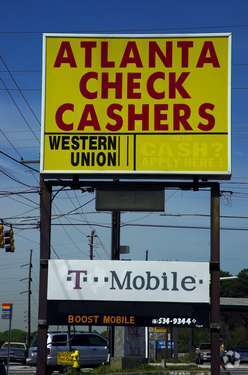 ATLANTA
CHECK
CASHERS
WESTERN
UNION
CASH?
APPLY HERE!
T··Mobile·
BOOST MOBILE
534-9344